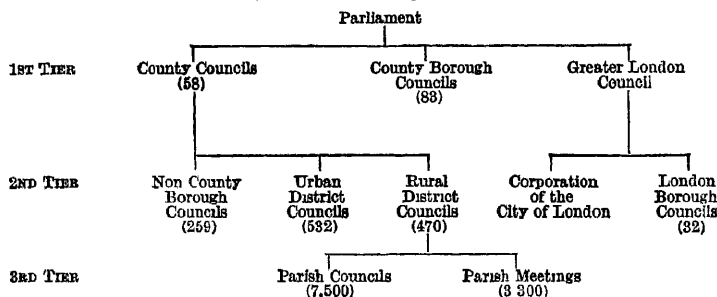 Parliament
1ST TIER
County Councils
(58)
County Borough
Councils
(83)
Greater London
Council
2ND TIER
Non County
Borough
Councils
(259)
Urban
District
Councils
(532)
Rural
District
Councils
(470)
Corporation
of the
City of London
London
Borough
Councils
(32)
3RD TIER
Parish Councils
(7,500)
Parish Meetings
(3 300)